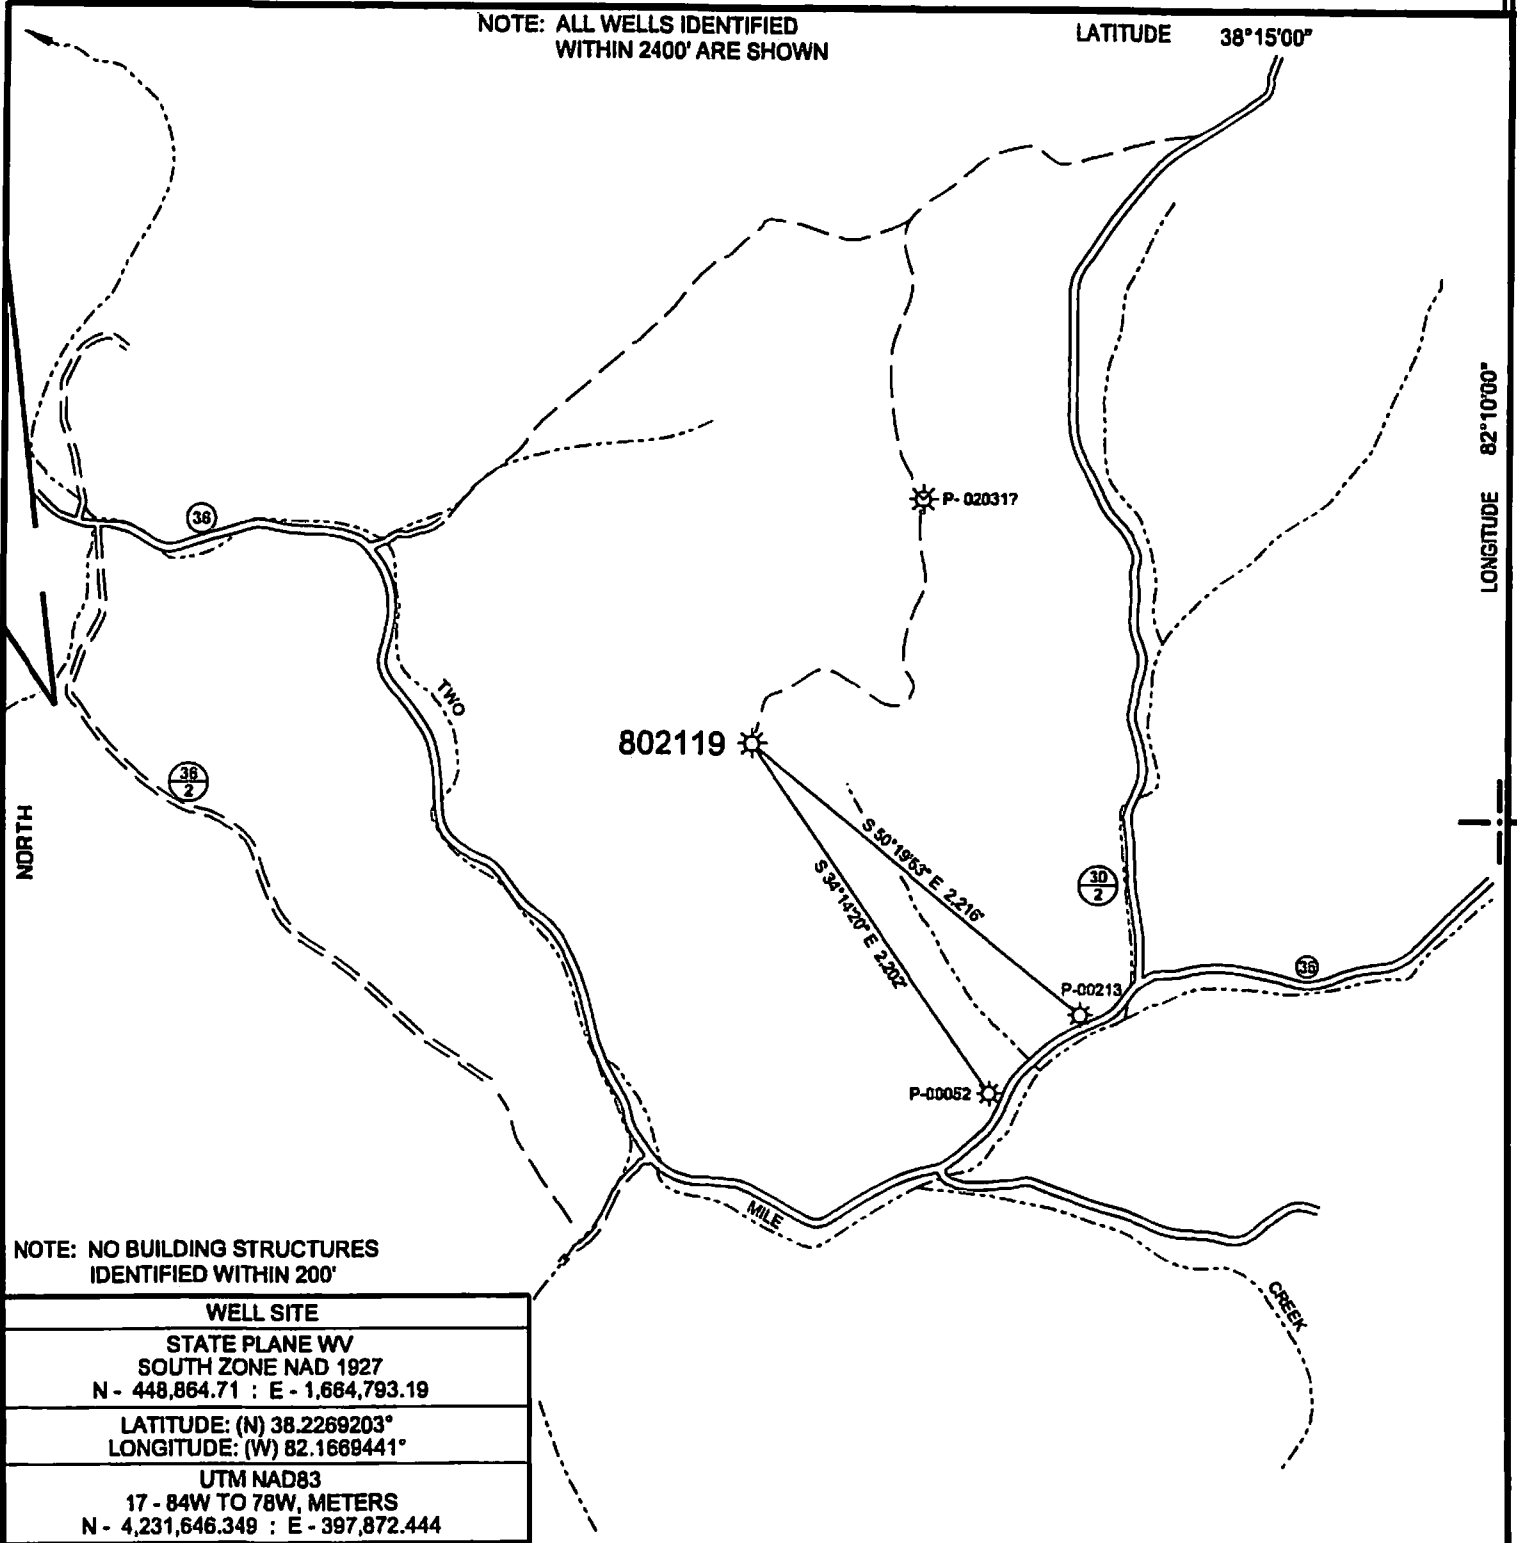 NOTE: ALL WELLS IDENTIFIED
WITHIN 2400' ARE SHOWN
LATITUDE 38°15'00"
LONGITUDE 82°10'00"
P- 020317
36
TWO
802119
36
2
NORTH
S 50°19'53" E 2,216'
S 34°14'20" E 2,202'
30
2
36
P-00213
P-00052
MILE
CREEK
NOTE: NO BUILDING STRUCTURES
IDENTIFIED WITHIN 200'
WELL SITE
STATE PLANE WV
SOUTH ZONE NAD 1927
N - 448,864.71 : E - 1,664,793.19
LATITUDE: (N) 38.2269203°
LONGITUDE: (W) 82.1669441°
UTM NAD83
17 - 84W TO 78W, METERS
N - 4,231,646.349 : E - 397,872.444